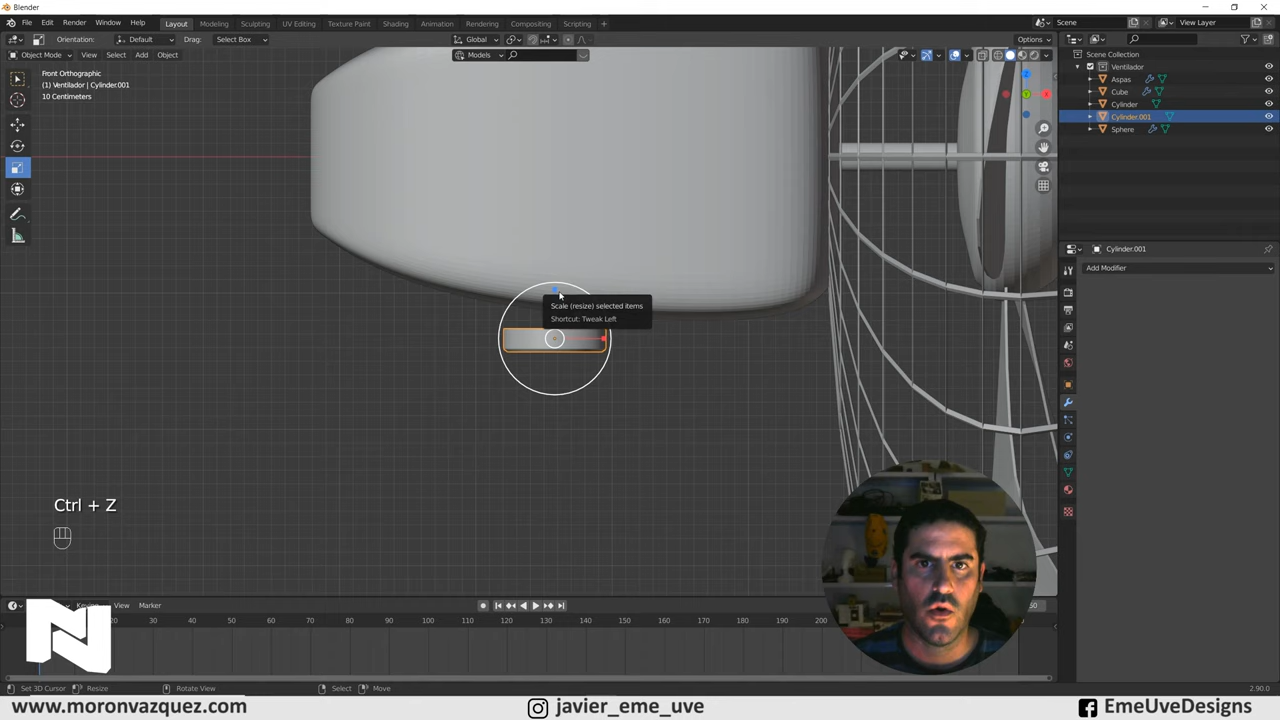 Blender
File Edit Render Window Help Layout Modeling Sculpting UV Editing Texture Paint Shading Animation Rendering Compositing Scripting + Scene View Layer
Orientation: Default Drag: Select Box Global Options
Object Mode View Select Add Object Models
Front Orthographic
(1) Ventilador | Cylinder.001
10 Centimeters
Scene Collection
Ventilador
Aspas
Cube
Cylinder
Cylinder.001
Sphere
Cylinder.001
Add Modifier
Scale (resize) selected items
Shortcut: Tweak Left
Ctrl + Z
View Marker
20 30 40 50 60 70 80 90 100 110 120 130 140 150 160 170 180 190 200
Set 3D Cursor Resize Rotate View Select Move 2.90.0
N
www.moronvazquez.com javier_eme_uve EmeUveDesigns